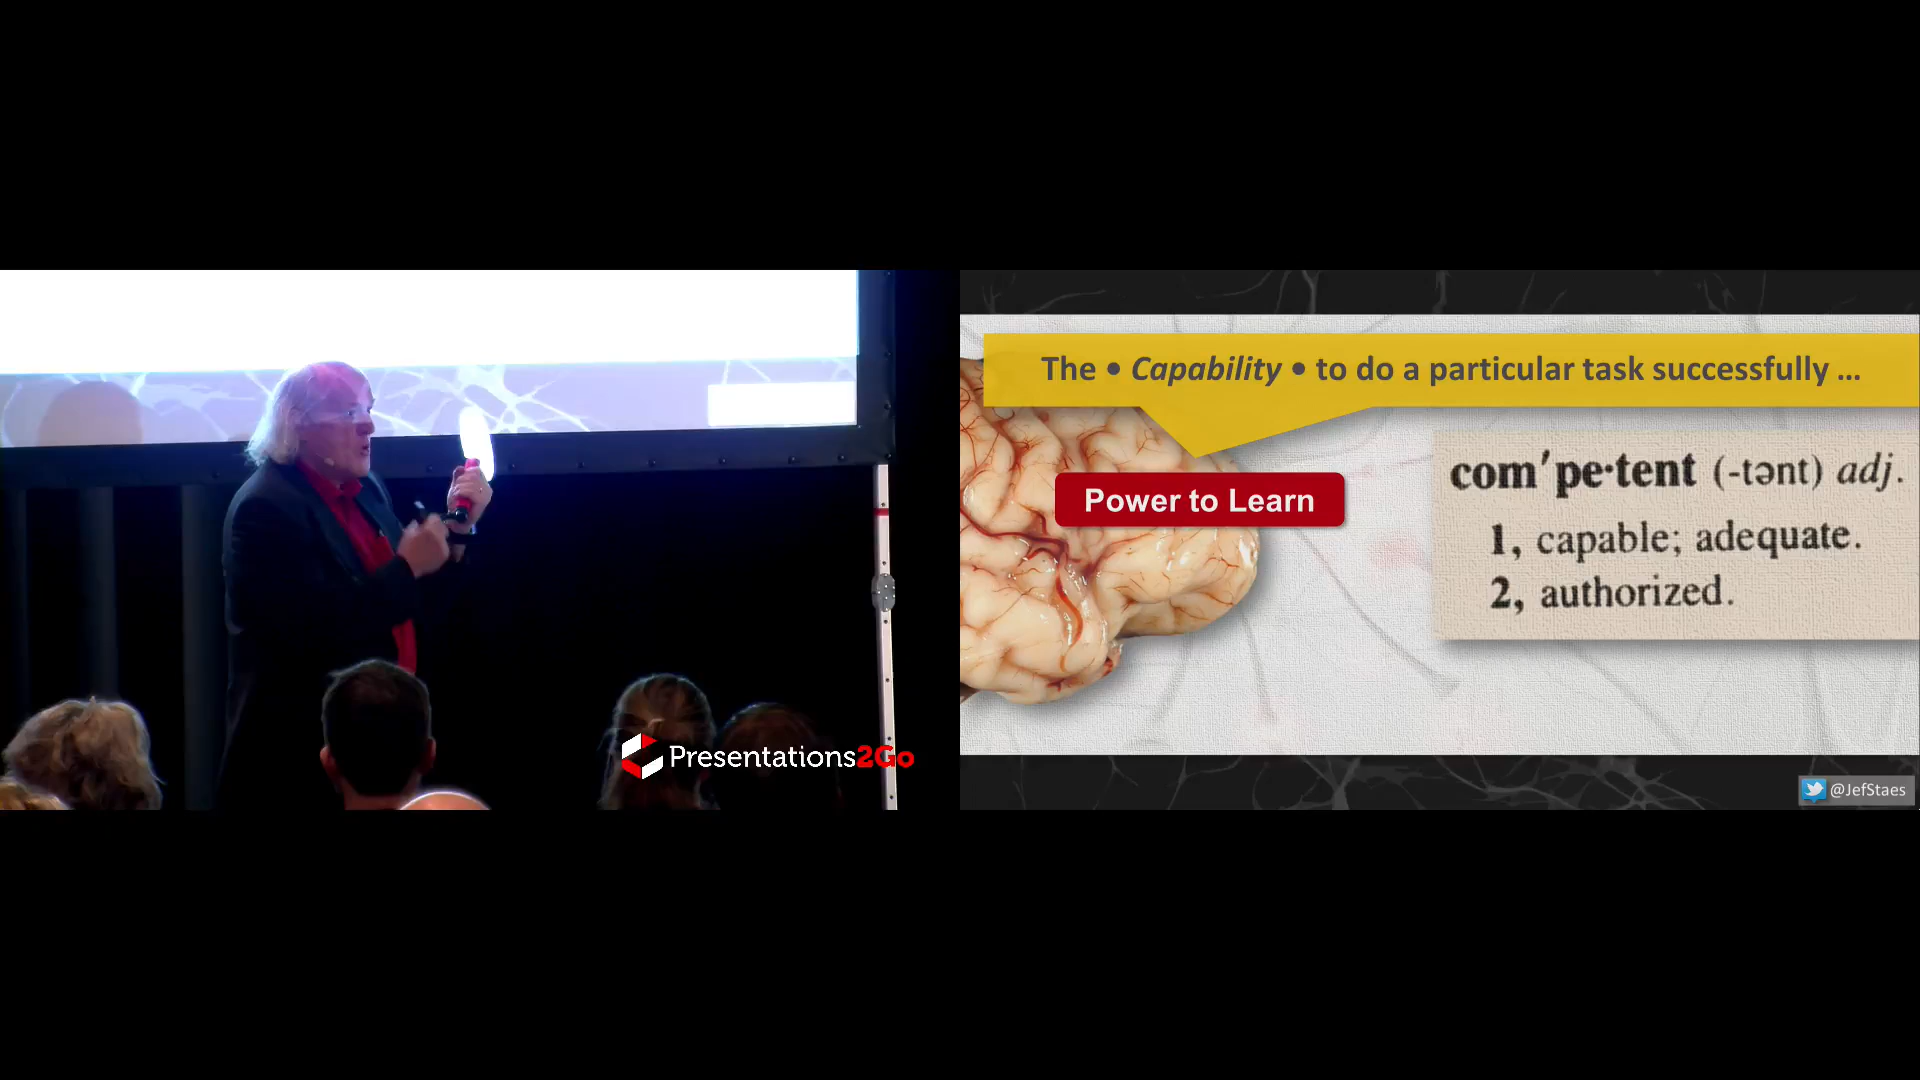 Presentations2Go
The • Capability • to do a particular task successfully ...
Power to Learn
com′pe·tent (-tənt) adj.
1, capable; adequate.
2, authorized.
@JefStaes